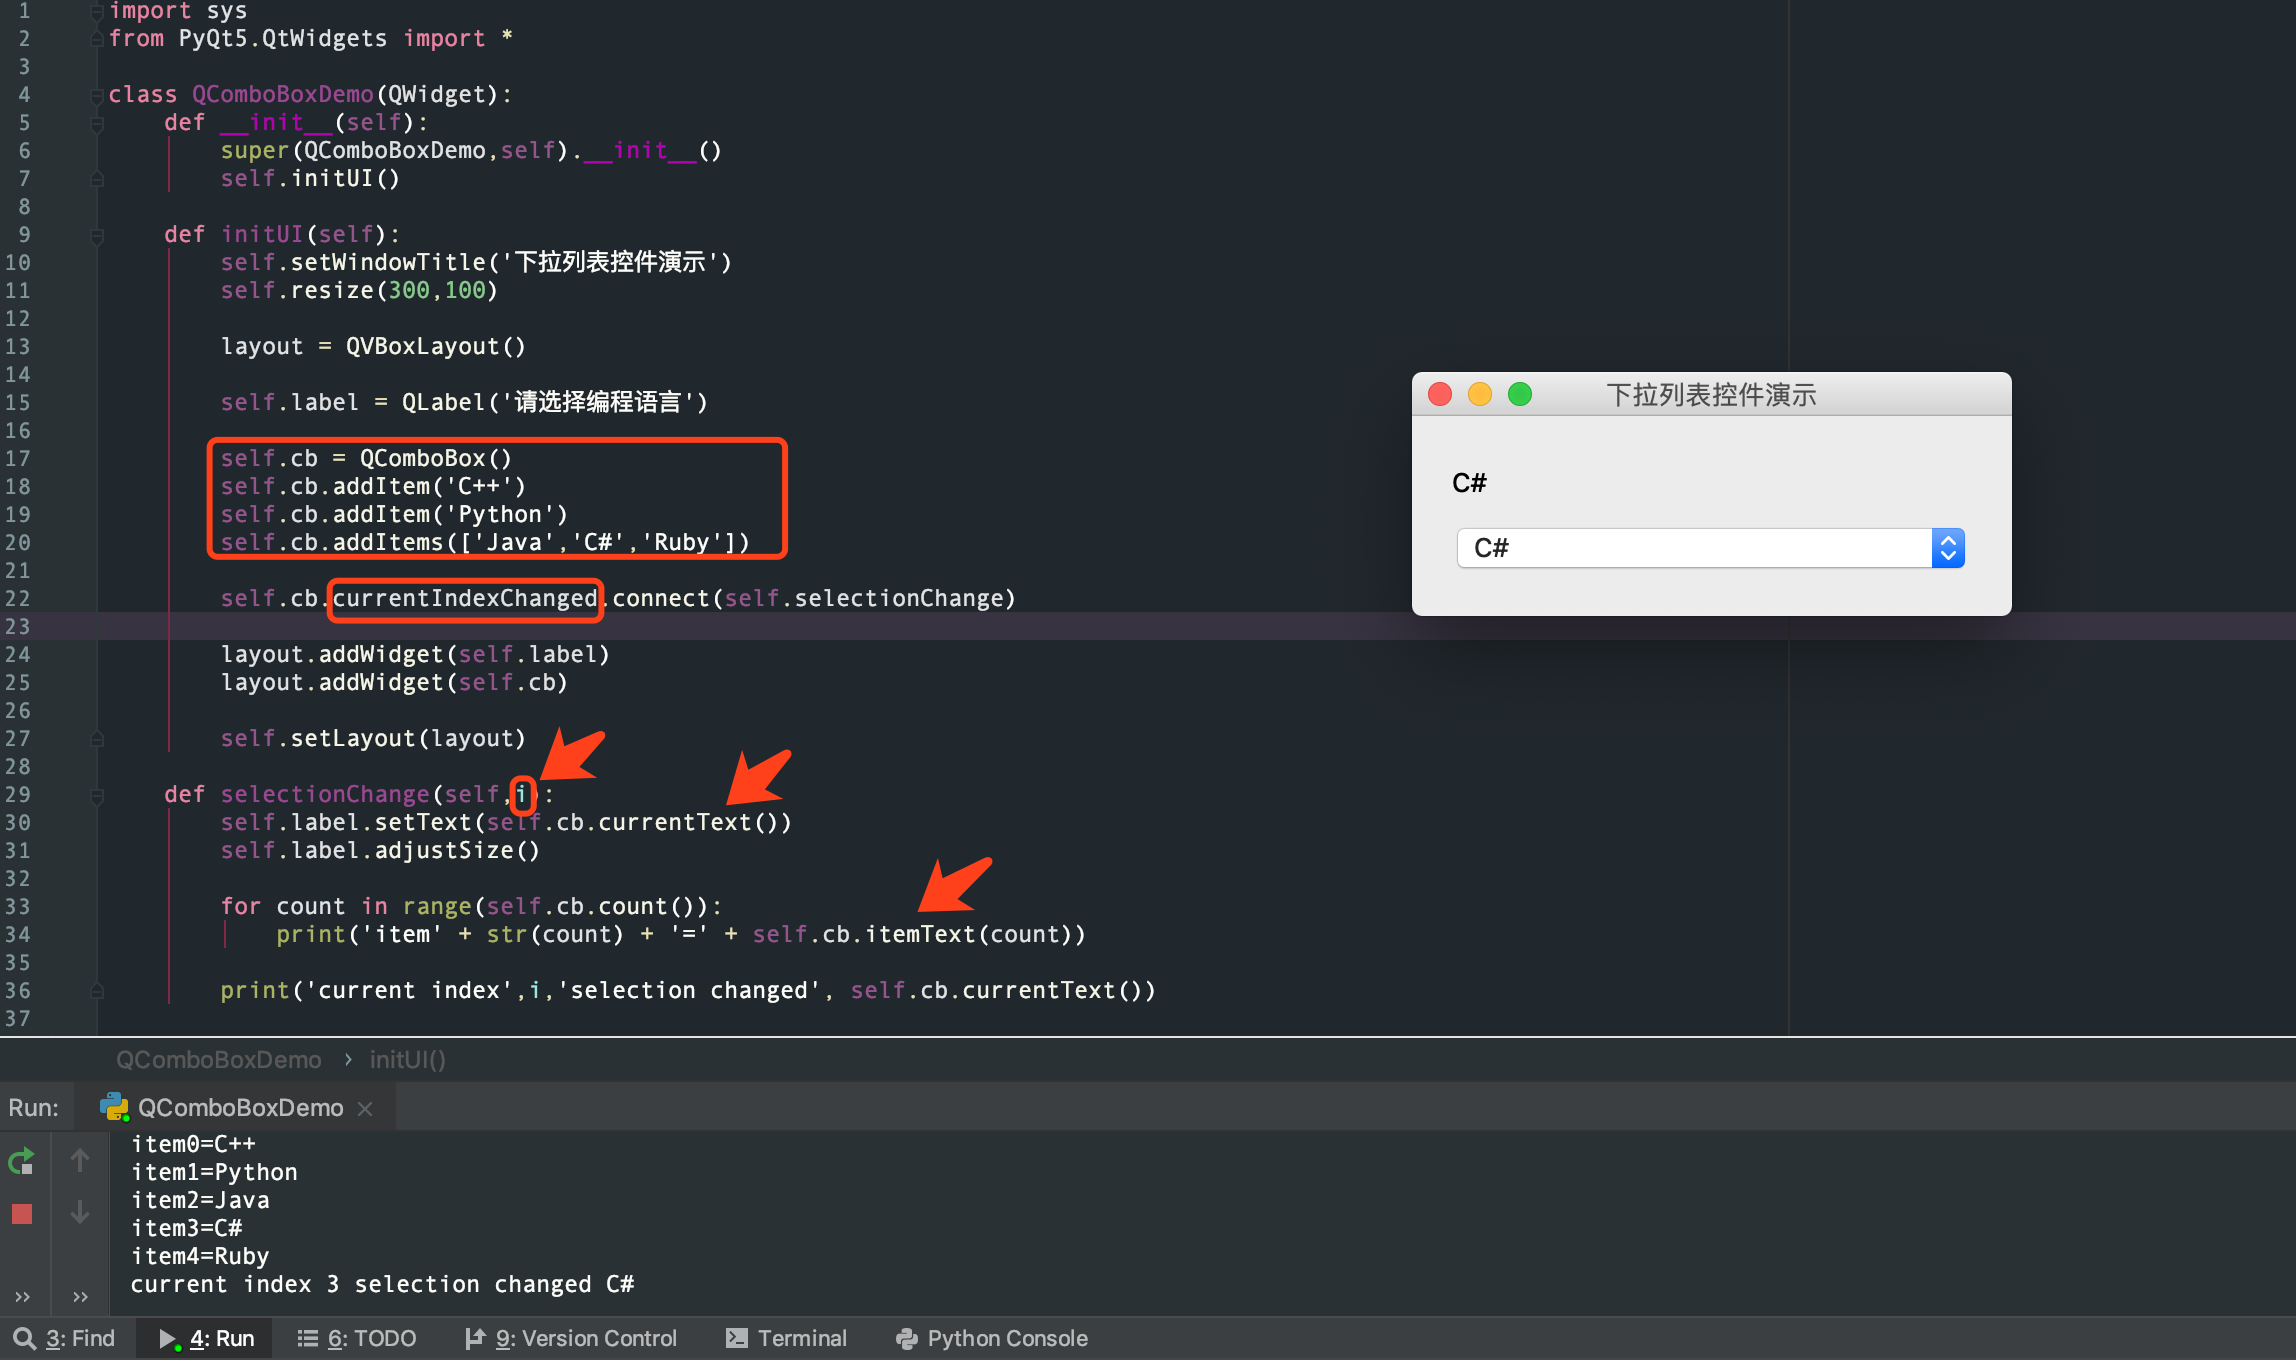 1 import sys
2 from PyQt5.QtWidgets import *
3
4 class QComboBoxDemo(QWidget):
5     def __init__(self):
6         super(QComboBoxDemo,self).__init__()
7         self.initUI()
8
9     def initUI(self):
10         self.setWindowTitle('下拉列表控件演示')
11         self.resize(300,100)
12
13         layout = QVBoxLayout()
14
15         self.label = QLabel('请选择编程语言')
16
17         self.cb = QComboBox()
18         self.cb.addItem('C++')
19         self.cb.addItem('Python')
20         self.cb.addItems(['Java','C#','Ruby'])
21
22         self.cb.currentIndexChanged.connect(self.selectionChange)
23
24         layout.addWidget(self.label)
25         layout.addWidget(self.cb)
26
27         self.setLayout(layout)
28
29     def selectionChange(self,i):
30         self.label.setText(self.cb.currentText())
31         self.label.adjustSize()
32
33         for count in range(self.cb.count()):
34             print('item' + str(count) + '=' + self.cb.itemText(count))
35
36         print('current index',i,'selection changed', self.cb.currentText())
37
下拉列表控件演示
C#
C#
QComboBoxDemo › initUI()
Run: QComboBoxDemo ×
item0=C++
item1=Python
item2=Java
item3=C#
item4=Ruby
current index 3 selection changed C#
3: Find 4: Run 6: TODO 9: Version Control Terminal Python Console